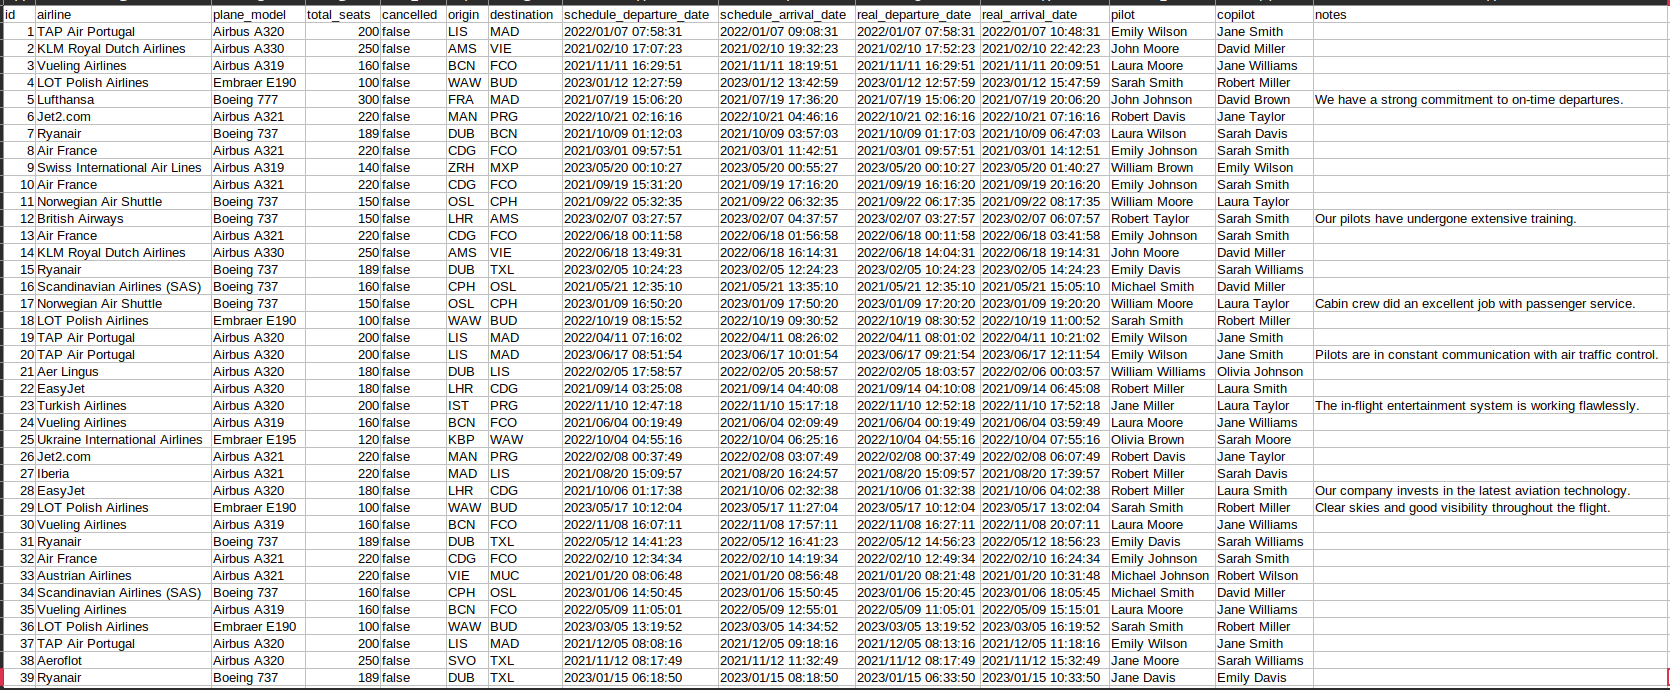 id airline plane_model total_seats cancelled origin destination schedule_departure_date schedule_arrival_date real_departure_date real_arrival_date pilot copilot notes
1 TAP Air Portugal Airbus A320 200 false LIS MAD 2022/01/07 07:58:31 2022/01/07 09:08:31 2022/01/07 07:58:31 2022/01/07 10:48:31 Emily Wilson Jane Smith
2 KLM Royal Dutch Airlines Airbus A330 250 false AMS VIE 2021/02/10 17:07:23 2021/02/10 19:32:23 2021/02/10 17:52:23 2021/02/10 22:42:23 John Moore David Miller
3 Vueling Airlines Airbus A319 160 false BCN FCO 2021/11/11 16:29:51 2021/11/11 18:19:51 2021/11/11 16:29:51 2021/11/11 20:09:51 Laura Moore Jane Williams
4 LOT Polish Airlines Embraer E190 100 false WAW BUD 2023/01/12 12:27:59 2023/01/12 13:42:59 2023/01/12 12:57:59 2023/01/12 15:47:59 Sarah Smith Robert Miller
5 Lufthansa Boeing 777 300 false FRA MAD 2021/07/19 15:06:20 2021/07/19 17:36:20 2021/07/19 15:06:20 2021/07/19 20:06:20 John Johnson David Brown We have a strong commitment to on-time departures.
6 Jet2.com Airbus A321 220 false MAN PRG 2022/10/21 02:16:16 2022/10/21 04:46:16 2022/10/21 02:16:16 2022/10/21 07:16:16 Robert Davis Jane Taylor
7 Ryanair Boeing 737 189 false DUB BCN 2021/10/09 01:12:03 2021/10/09 03:57:03 2021/10/09 01:17:03 2021/10/09 06:47:03 Laura Wilson Sarah Davis
8 Air France Airbus A321 220 false CDG FCO 2021/03/01 09:57:51 2021/03/01 11:42:51 2021/03/01 09:57:51 2021/03/01 14:12:51 Emily Johnson Sarah Smith
9 Swiss International Air Lines Airbus A319 140 false ZRH MXP 2023/05/20 00:10:27 2023/05/20 00:55:27 2023/05/20 00:10:27 2023/05/20 01:40:27 William Brown Emily Wilson
10 Air France Airbus A321 220 false CDG FCO 2021/09/19 15:31:20 2021/09/19 17:16:20 2021/09/19 16:16:20 2021/09/19 20:16:20 Emily Johnson Sarah Smith
11 Norwegian Air Shuttle Boeing 737 150 false OSL CPH 2021/09/22 05:32:35 2021/09/22 06:32:35 2021/09/22 06:17:35 2021/09/22 08:17:35 William Moore Laura Taylor
12 British Airways Boeing 737 150 false LHR AMS 2023/02/07 03:27:57 2023/02/07 04:37:57 2023/02/07 03:27:57 2023/02/07 06:07:57 Robert Taylor Sarah Smith Our pilots have undergone extensive training.
13 Air France Airbus A321 220 false CDG FCO 2022/06/18 00:11:58 2022/06/18 01:56:58 2022/06/18 00:11:58 2022/06/18 03:41:58 Emily Johnson Sarah Smith
14 KLM Royal Dutch Airlines Airbus A330 250 false AMS VIE 2022/06/18 13:49:31 2022/06/18 16:14:31 2022/06/18 14:04:31 2022/06/18 19:14:31 John Moore David Miller
15 Ryanair Boeing 737 189 false DUB TXL 2023/02/05 10:24:23 2023/02/05 12:24:23 2023/02/05 10:24:23 2023/02/05 14:24:23 Emily Davis Sarah Williams
16 Scandinavian Airlines (SAS) Boeing 737 160 false CPH OSL 2021/05/21 12:35:10 2021/05/21 13:35:10 2021/05/21 12:35:10 2021/05/21 15:05:10 Michael Smith David Miller
17 Norwegian Air Shuttle Boeing 737 150 false OSL CPH 2023/01/09 16:50:20 2023/01/09 17:50:20 2023/01/09 17:20:20 2023/01/09 19:20:20 William Moore Laura Taylor Cabin crew did an excellent job with passenger service.
18 LOT Polish Airlines Embraer E190 100 false WAW BUD 2022/10/19 08:15:52 2022/10/19 09:30:52 2022/10/19 08:30:52 2022/10/19 11:00:52 Sarah Smith Robert Miller
19 TAP Air Portugal Airbus A320 200 false LIS MAD 2022/04/11 07:16:02 2022/04/11 08:26:02 2022/04/11 08:01:02 2022/04/11 10:21:02 Emily Wilson Jane Smith
20 TAP Air Portugal Airbus A320 200 false LIS MAD 2023/06/17 08:51:54 2023/06/17 10:01:54 2023/06/17 09:21:54 2023/06/17 12:11:54 Emily Wilson Jane Smith Pilots are in constant communication with air traffic control.
21 Aer Lingus Airbus A320 180 false DUB LIS 2022/02/05 17:58:57 2022/02/05 20:58:57 2022/02/05 18:03:57 2022/02/06 00:03:57 William Williams Olivia Johnson
22 EasyJet Airbus A320 180 false LHR CDG 2021/09/14 03:25:08 2021/09/14 04:40:08 2021/09/14 04:10:08 2021/09/14 06:45:08 Robert Miller Laura Smith
23 Turkish Airlines Airbus A320 200 false IST PRG 2022/11/10 12:47:18 2022/11/10 15:17:18 2022/11/10 12:52:18 2022/11/10 17:52:18 Jane Miller Laura Taylor The in-flight entertainment system is working flawlessly.
24 Vueling Airlines Airbus A319 160 false BCN FCO 2021/06/04 00:19:49 2021/06/04 02:09:49 2021/06/04 00:19:49 2021/06/04 03:59:49 Laura Moore Jane Williams
25 Ukraine International Airlines Embraer E195 120 false KBP WAW 2022/10/04 04:55:16 2022/10/04 06:25:16 2022/10/04 04:55:16 2022/10/04 07:55:16 Olivia Brown Sarah Moore
26 Jet2.com Airbus A321 220 false MAN PRG 2022/02/08 00:37:49 2022/02/08 03:07:49 2022/02/08 00:37:49 2022/02/08 06:07:49 Robert Davis Jane Taylor
27 Iberia Airbus A321 220 false MAD LIS 2021/08/20 15:09:57 2021/08/20 16:24:57 2021/08/20 15:09:57 2021/08/20 17:39:57 Robert Miller Sarah Davis
28 EasyJet Airbus A320 180 false LHR CDG 2021/10/06 01:17:38 2021/10/06 02:32:38 2021/10/06 01:32:38 2021/10/06 04:02:38 Robert Miller Laura Smith Our company invests in the latest aviation technology.
29 LOT Polish Airlines Embraer E190 100 false WAW BUD 2023/05/17 10:12:04 2023/05/17 11:27:04 2023/05/17 10:12:04 2023/05/17 13:02:04 Sarah Smith Robert Miller Clear skies and good visibility throughout the flight.
30 Vueling Airlines Airbus A319 160 false BCN FCO 2022/11/08 16:07:11 2022/11/08 17:57:11 2022/11/08 16:27:11 2022/11/08 20:07:11 Laura Moore Jane Williams
31 Ryanair Boeing 737 189 false DUB TXL 2022/05/12 14:41:23 2022/05/12 16:41:23 2022/05/12 14:56:23 2022/05/12 18:56:23 Emily Davis Sarah Williams
32 Air France Airbus A321 220 false CDG FCO 2022/02/10 12:34:34 2022/02/10 14:19:34 2022/02/10 12:49:34 2022/02/10 16:24:34 Emily Johnson Sarah Smith
33 Austrian Airlines Airbus A321 220 false VIE MUC 2021/01/20 08:06:48 2021/01/20 08:56:48 2021/01/20 08:21:48 2021/01/20 10:31:48 Michael Johnson Robert Wilson
34 Scandinavian Airlines (SAS) Boeing 737 160 false CPH OSL 2023/01/06 14:50:45 2023/01/06 15:50:45 2023/01/06 15:20:45 2023/01/06 18:05:45 Michael Smith David Miller
35 Vueling Airlines Airbus A319 160 false BCN FCO 2022/05/09 11:05:01 2022/05/09 12:55:01 2022/05/09 11:05:01 2022/05/09 15:15:01 Laura Moore Jane Williams
36 LOT Polish Airlines Embraer E190 100 false WAW BUD 2023/03/05 13:19:52 2023/03/05 14:34:52 2023/03/05 13:19:52 2023/03/05 16:19:52 Sarah Smith Robert Miller
37 TAP Air Portugal Airbus A320 200 false LIS MAD 2021/12/05 08:08:16 2021/12/05 09:18:16 2021/12/05 08:13:16 2021/12/05 11:18:16 Emily Wilson Jane Smith
38 Aeroflot Airbus A320 250 false SVO TXL 2021/11/12 08:17:49 2021/11/12 11:32:49 2021/11/12 08:17:49 2021/11/12 15:32:49 Jane Moore Sarah Williams
39 Ryanair Boeing 737 189 false DUB TXL 2023/01/15 06:18:50 2023/01/15 08:18:50 2023/01/15 06:33:50 2023/01/15 10:33:50 Jane Davis Emily Davis